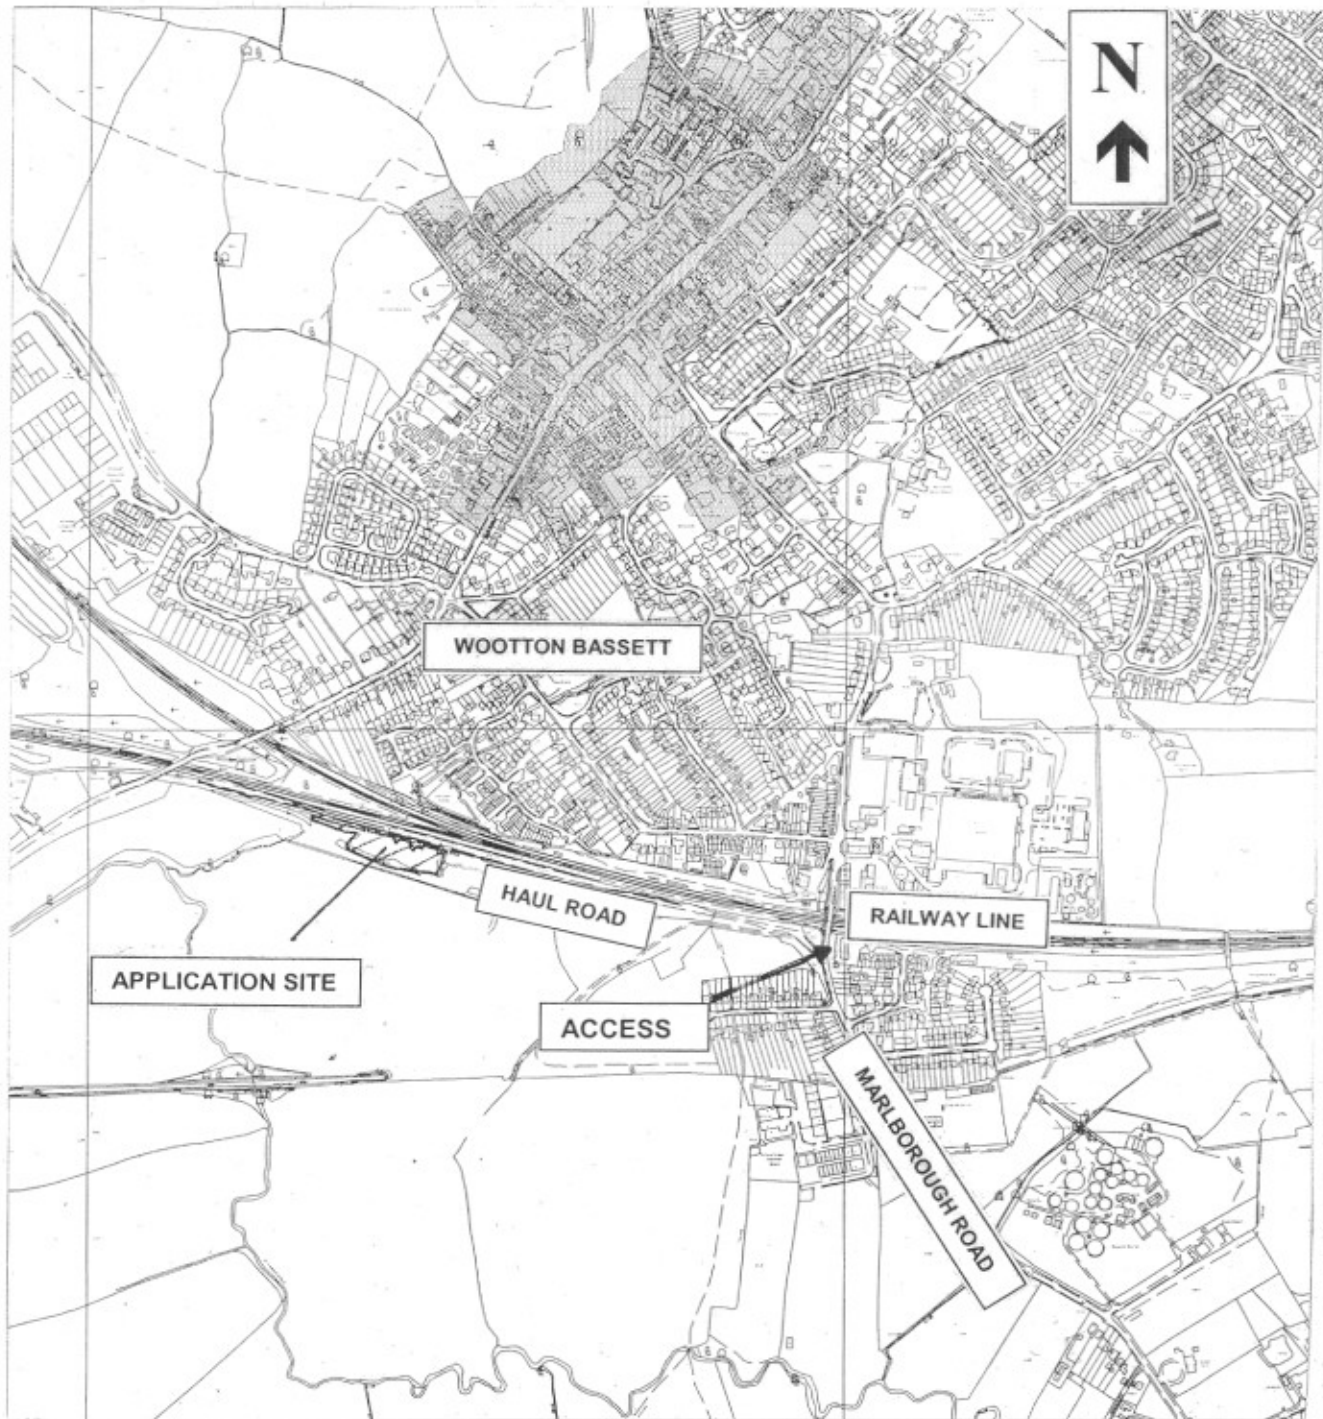 N
WOOTTON BASSETT
HAUL ROAD
RAILWAY LINE
APPLICATION SITE
ACCESS
MARLBOROUGH ROAD